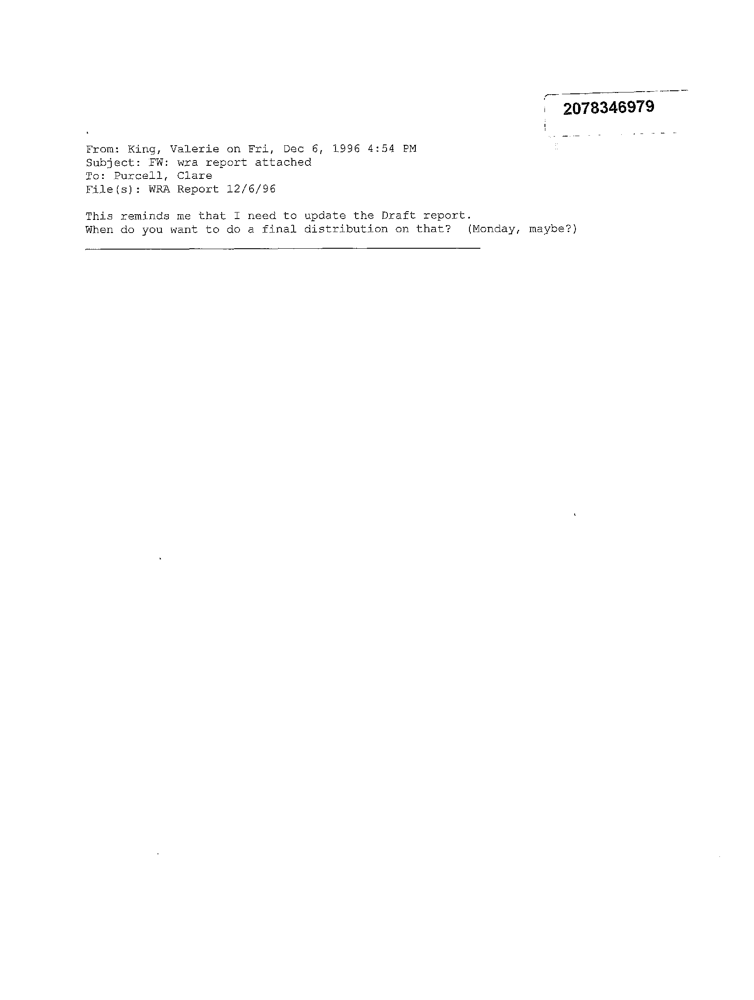 2078346979
From: King, Valerie on Fri, Dec 6, 1996 4:54 PM
Subject: FW: wra report attached
To: Purcell, Clare
File(s): WRA Report 12/6/96
This reminds me that I need to update the Draft report.
When do you want to do a final distribution on that? (Monday, maybe?)